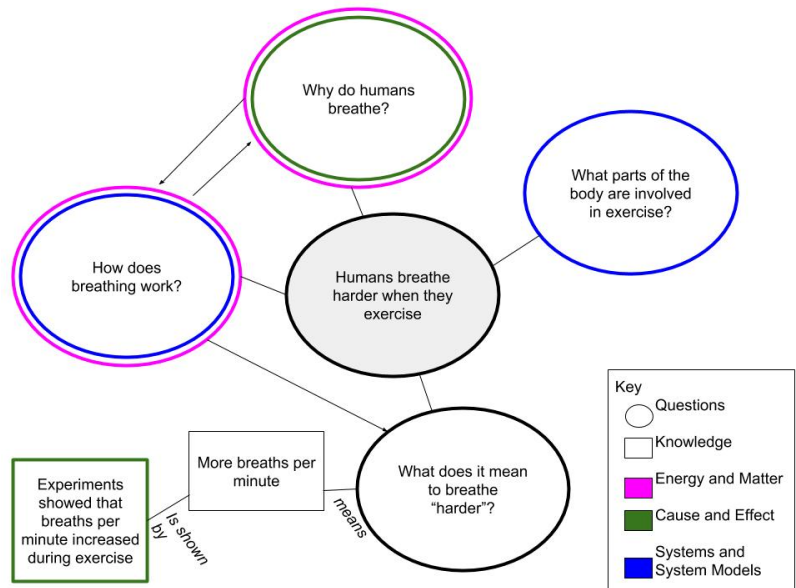 Why do humans
breathe?
What parts of the
body are involved
in exercise?
How does
breathing work?
Humans breathe
harder when they
exercise
What does it mean
to breathe
“harder”?
means
More breaths per
minute
Is shown
by
Experiments
showed that
breaths per
minute increased
during exercise
Key
Questions
Knowledge
Energy and Matter
Cause and Effect
Systems and
System Models